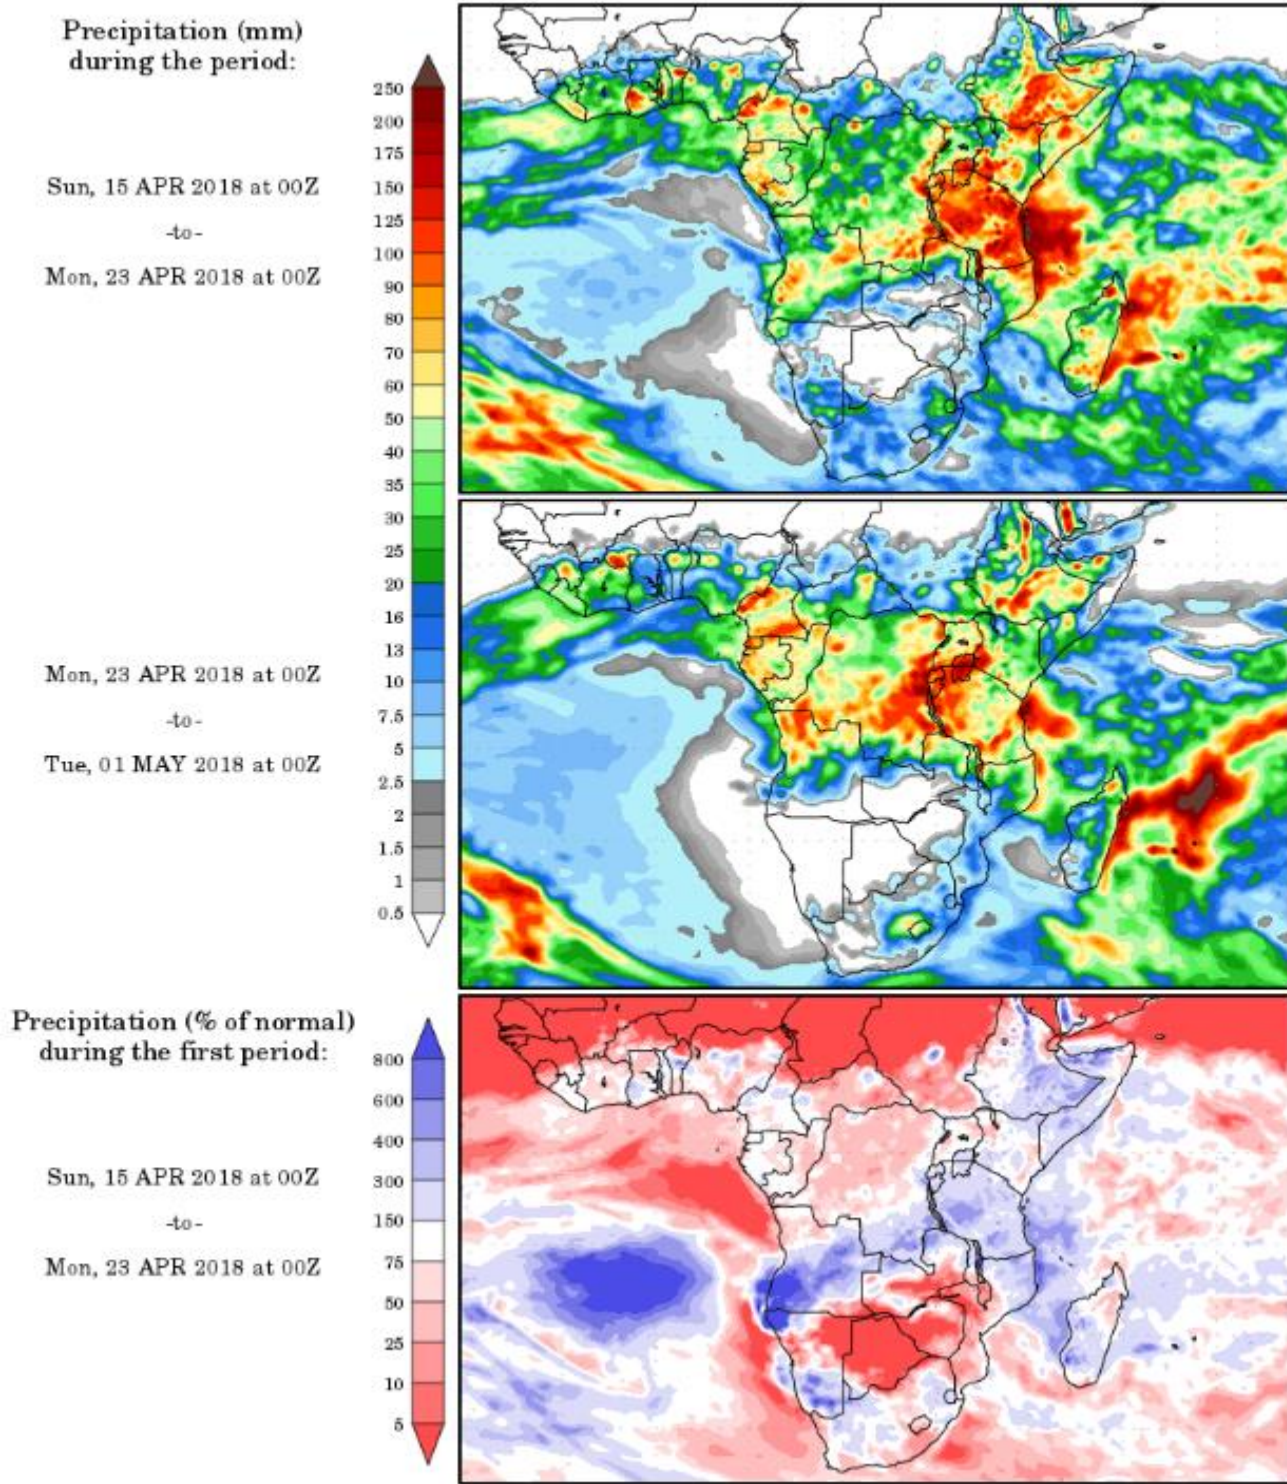 Precipitation (mm)
during the period:
Sun, 15 APR 2018 at 00Z
-to-
Mon, 23 APR 2018 at 00Z
Mon, 23 APR 2018 at 00Z
-to-
Tue, 01 MAY 2018 at 00Z
250
200
175
150
125
100
90
80
70
60
50
40
35
30
25
20
16
13
10
7.5
5
2.5
2
1.5
1
0.5
Precipitation (% of normal)
during the first period:
Sun, 15 APR 2018 at 00Z
-to-
Mon, 23 APR 2018 at 00Z
800
600
400
300
150
75
50
25
10
5